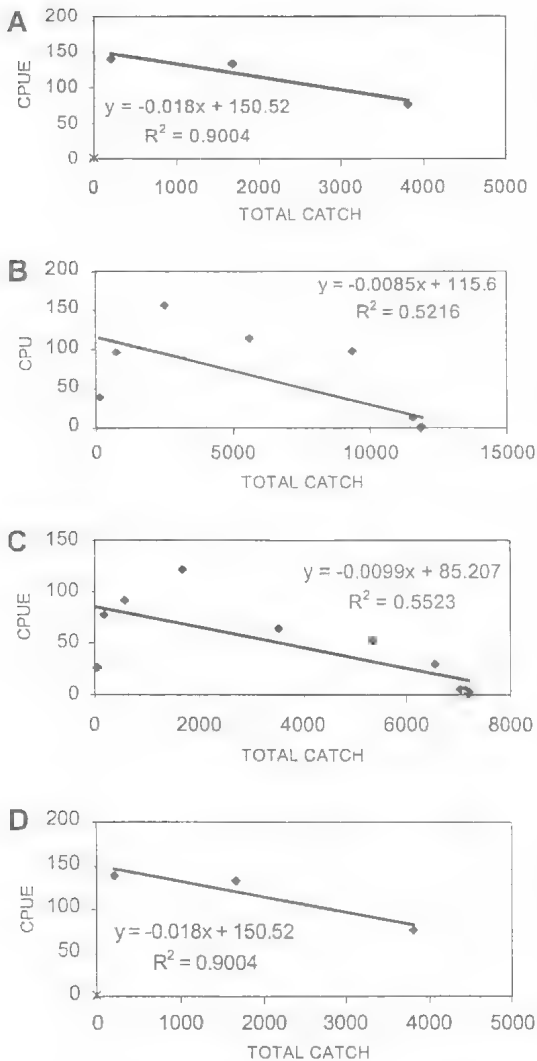 A
200
150
100
50
0
CPUE
y = -0.018x + 150.52
R² = 0.9004
0 1000 2000 3000 4000 5000
TOTAL CATCH
B
200
150
100
50
0
CPU
y = -0.0085x + 115.6
R² = 0.5216
0 5000 10000 15000
TOTAL CATCH
C
150
100
50
0
CPUE
y = -0.0099x + 85.207
R² = 0.5523
0 2000 4000 6000 8000
TOTAL CATCH
D
200
150
100
50
0
CPUE
y = -0.018x + 150.52
R² = 0.9004
0 1000 2000 3000 4000 5000
TOTAL CATCH